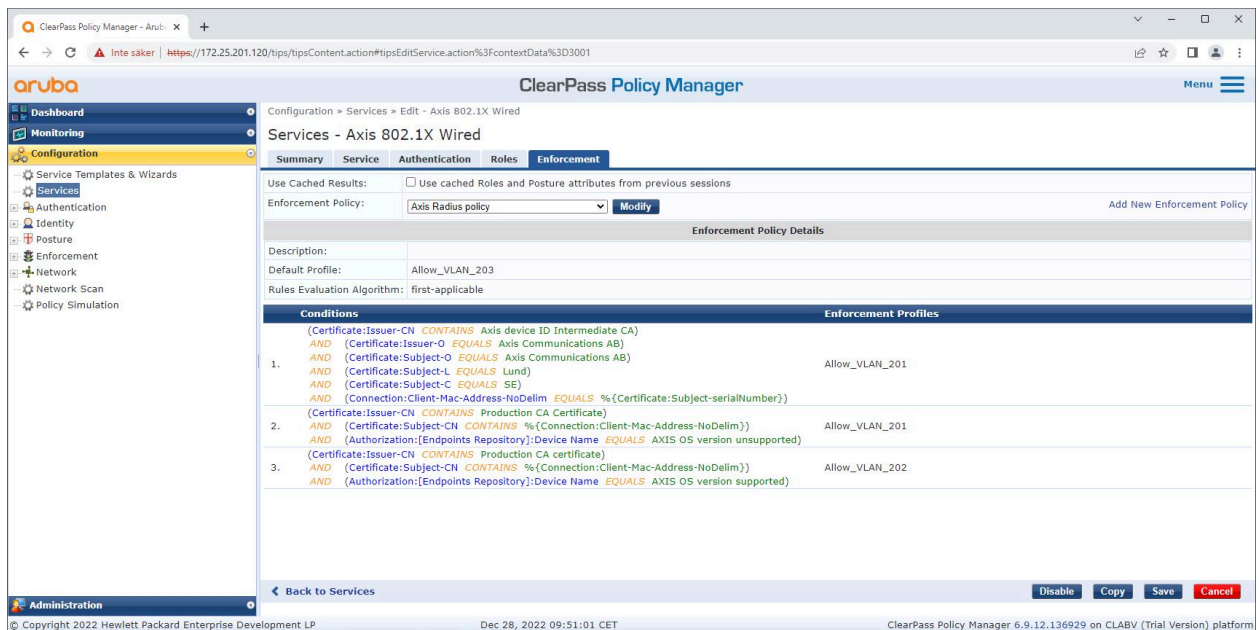 ClearPass Policy Manager - Arub
Inte säker | https://172.25.201.120/tips/tipsContent.action#tipsEditService.action%3FcontextData%3D3001
aruba
ClearPass Policy Manager
Menu
Dashboard
Monitoring
Configuration
Service Templates & Wizards
Services
Authentication
Identity
Posture
Enforcement
Network
Network Scan
Policy Simulation
Administration
Configuration » Services » Edit - Axis 802.1X Wired
Services - Axis 802.1X Wired
Summary Service Authentication Roles Enforcement
Use Cached Results: Use cached Roles and Posture attributes from previous sessions
Enforcement Policy: Axis Radius policy Modify Add New Enforcement Policy
Enforcement Policy Details
Description:
Default Profile: Allow_VLAN_203
Rules Evaluation Algorithm: first-applicable
Conditions Enforcement Profiles
(Certificate:Issuer-CN CONTAINS Axis device ID Intermediate CA)
AND (Certificate:Issuer-O EQUALS Axis Communications AB)
AND (Certificate:Subject-O EQUALS Axis Communications AB)
1. AND (Certificate:Subject-L EQUALS Lund) Allow_VLAN_201
AND (Certificate:Subject-C EQUALS SE)
AND (Connection:Client-Mac-Address-NoDelim EQUALS %{Certificate:Subject-serialNumber})
(Certificate:Issuer-CN CONTAINS Production CA Certificate)
2. AND (Certificate:Subject-CN CONTAINS %{Connection:Client-Mac-Address-NoDelim}) Allow_VLAN_201
AND (Authorization:[Endpoints Repository]:Device Name EQUALS AXIS OS version unsupported)
(Certificate:Issuer-CN CONTAINS Production CA certificate)
3. AND (Certificate:Subject-CN CONTAINS %{Connection:Client-Mac-Address-NoDelim}) Allow_VLAN_202
AND (Authorization:[Endpoints Repository]:Device Name EQUALS AXIS OS version supported)
Back to Services Disable Copy Save Cancel
© Copyright 2022 Hewlett Packard Enterprise Development LP Dec 28, 2022 09:51:01 CET ClearPass Policy Manager 6.9.12.136929 on CLABV (Trial Version) platform